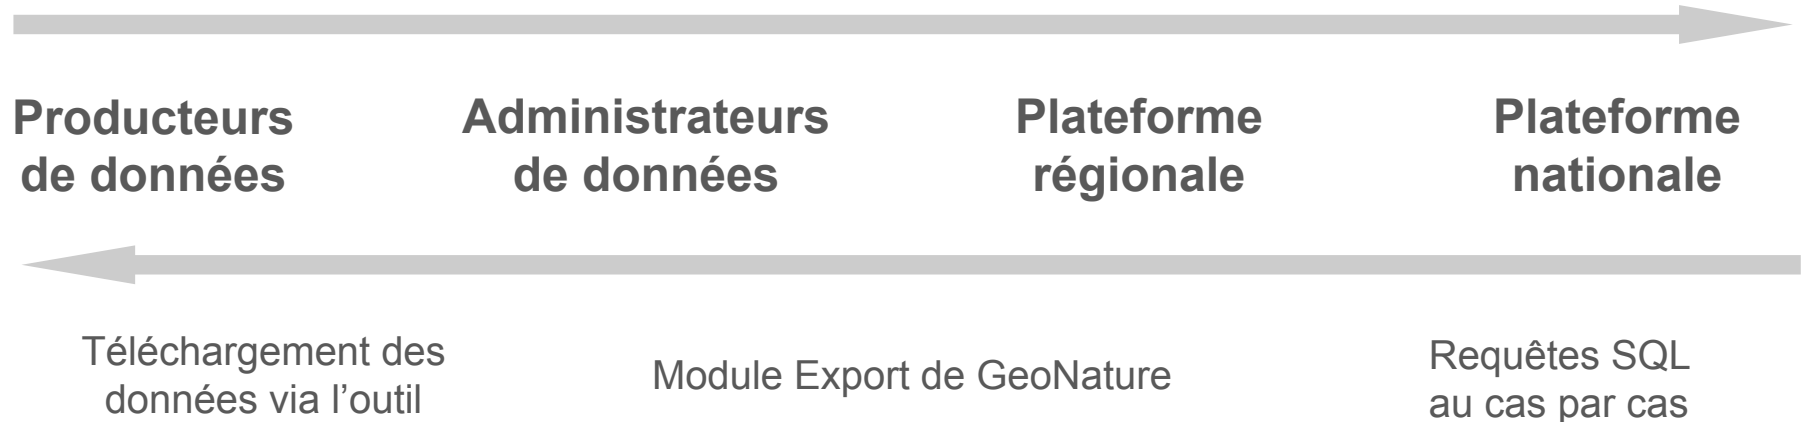 Producteurs
de données
Administrateurs
de données
Plateforme
régionale
Plateforme
nationale
Téléchargement des
données via l’outil
Module Export de GeoNature
Requêtes SQL
au cas par cas